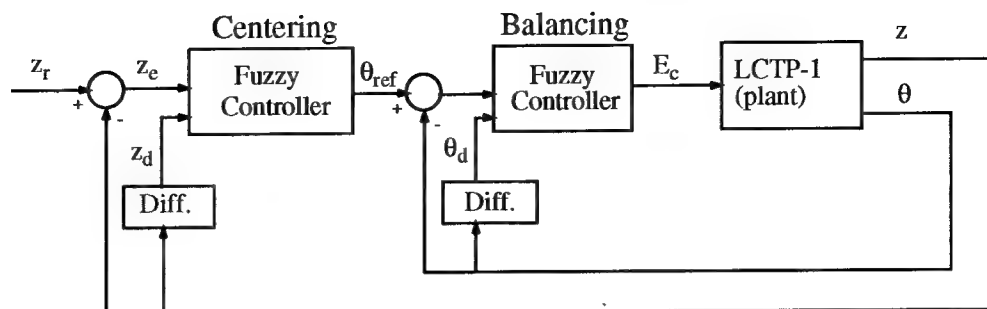 Centering
Balancing
z
z_r
z_e
Fuzzy
Controller
θ_ref
Fuzzy
Controller
E_c
LCTP-1
(plant)
θ
+
-
+
-
z_d
θ_d
Diff.
Diff.